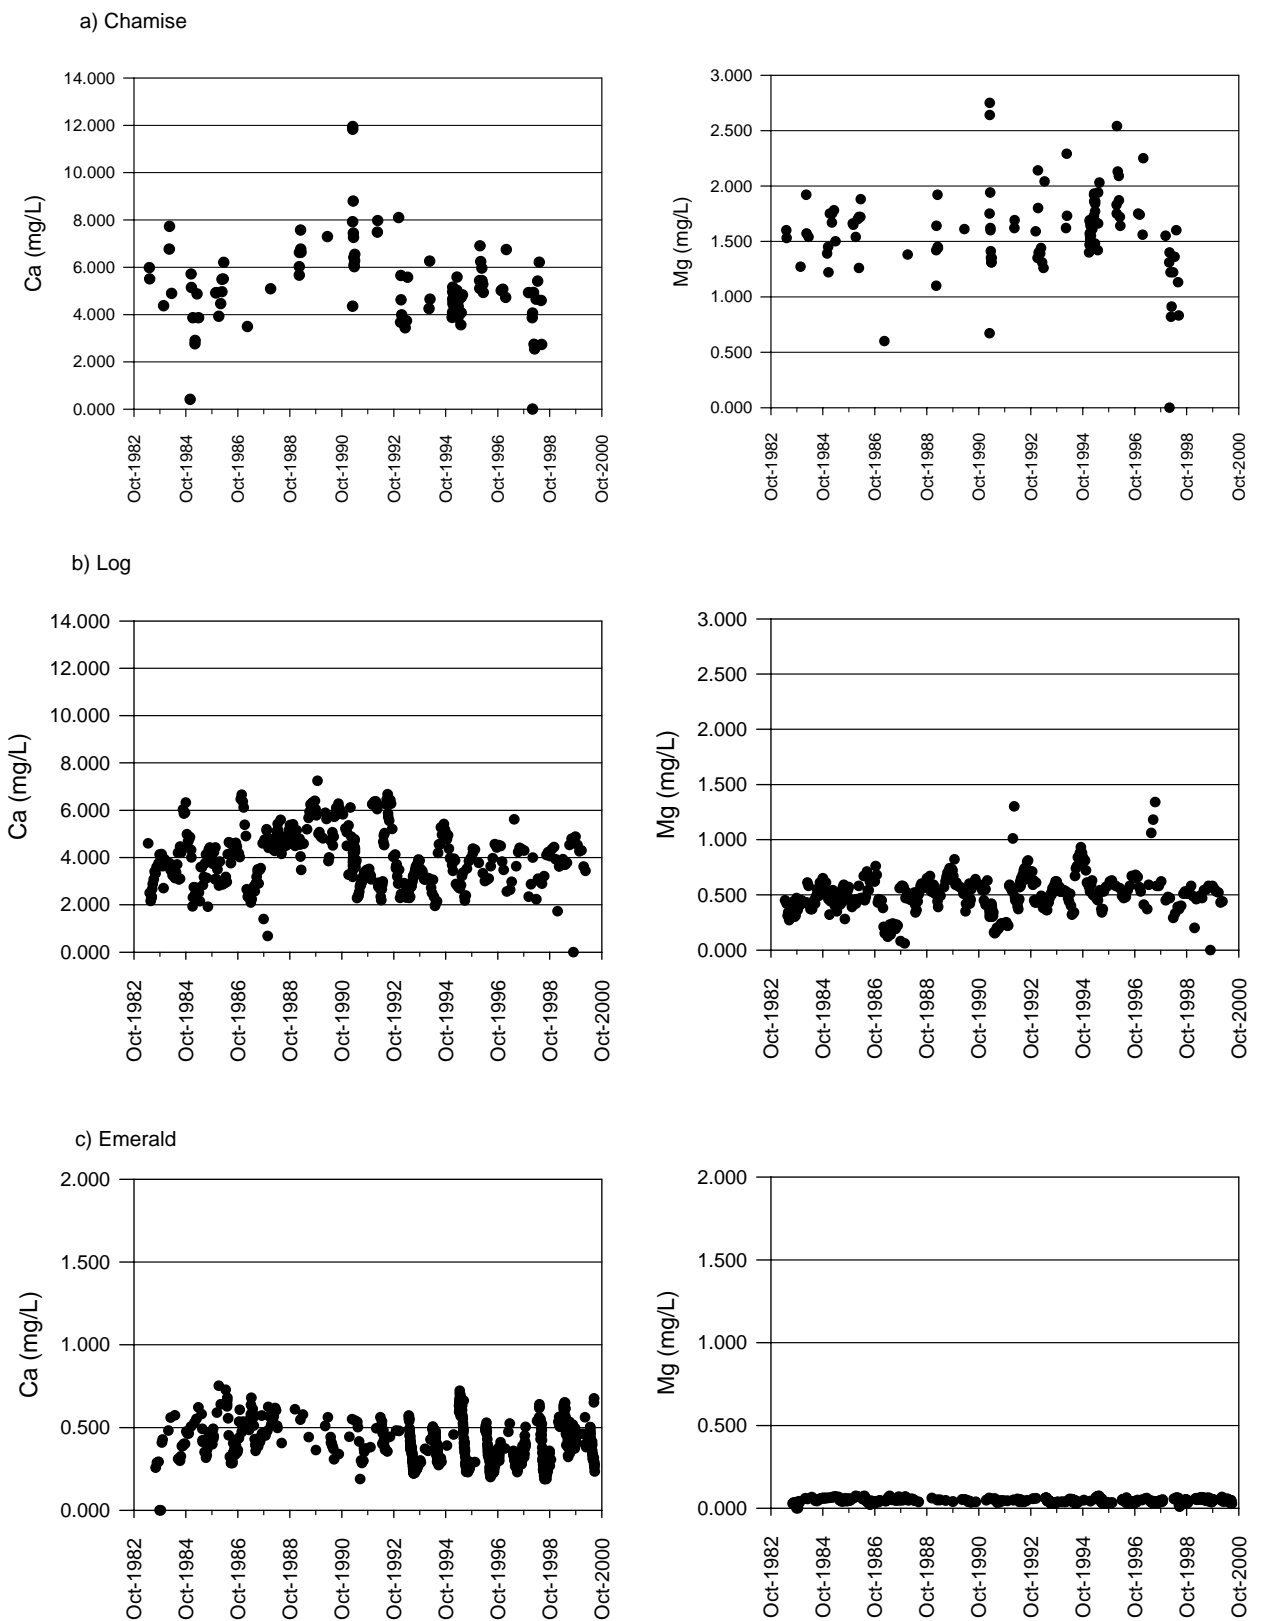 a) Chamise
14.000
12.000
10.000
8.000
6.000
4.000
2.000
0.000
Ca (mg/L)
Oct-1982
Oct-1984
Oct-1986
Oct-1988
Oct-1990
Oct-1992
Oct-1994
Oct-1996
Oct-1998
Oct-2000
3.000
2.500
2.000
1.500
1.000
0.500
0.000
Mg (mg/L)
Oct-1982
Oct-1984
Oct-1986
Oct-1988
Oct-1990
Oct-1992
Oct-1994
Oct-1996
Oct-1998
Oct-2000
b) Log
14.000
12.000
10.000
8.000
6.000
4.000
2.000
0.000
Ca (mg/L)
Oct-1982
Oct-1984
Oct-1986
Oct-1988
Oct-1990
Oct-1992
Oct-1994
Oct-1996
Oct-1998
Oct-2000
3.000
2.500
2.000
1.500
1.000
0.500
0.000
Mg (mg/L)
Oct-1982
Oct-1984
Oct-1986
Oct-1988
Oct-1990
Oct-1992
Oct-1994
Oct-1996
Oct-1998
Oct-2000
c) Emerald
2.000
1.500
1.000
0.500
0.000
Ca (mg/L)
Oct-1982
Oct-1984
Oct-1986
Oct-1988
Oct-1990
Oct-1992
Oct-1994
Oct-1996
Oct-1998
Oct-2000
2.000
1.500
1.000
0.500
0.000
Mg (mg/L)
Oct-1982
Oct-1984
Oct-1986
Oct-1988
Oct-1990
Oct-1992
Oct-1994
Oct-1996
Oct-1998
Oct-2000